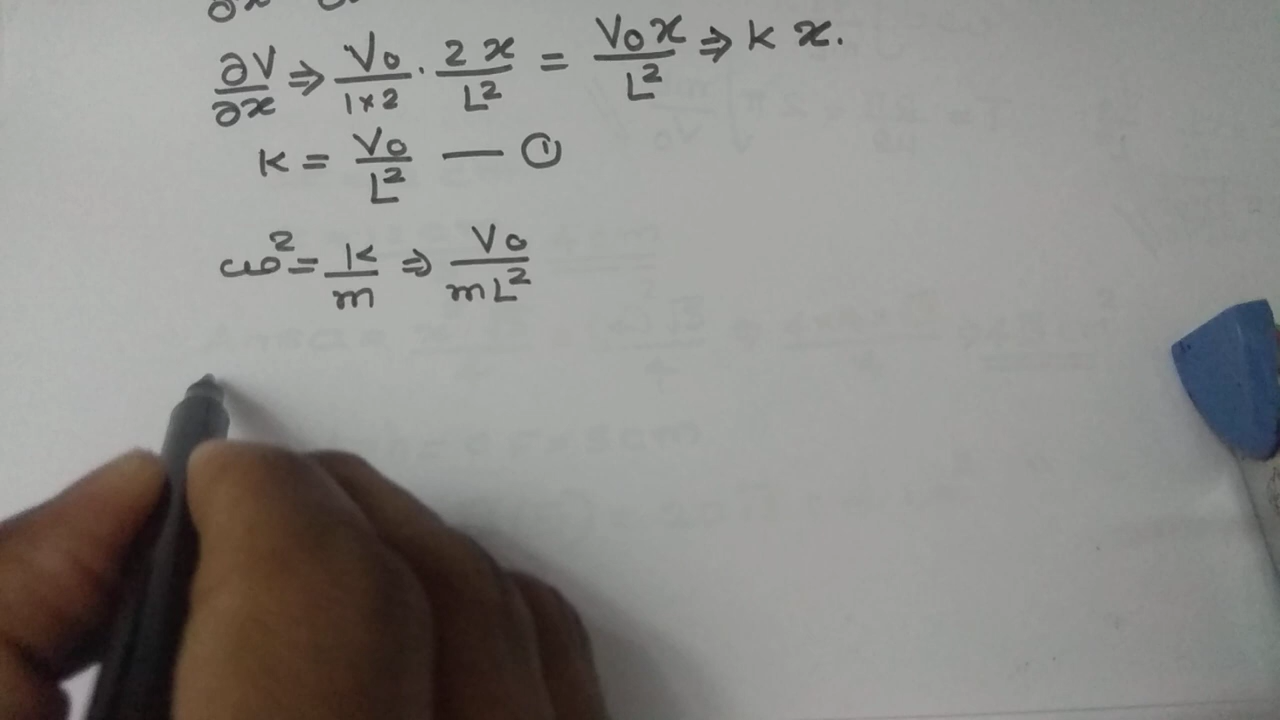 ∂V/∂x ⇒ V₀/1×2 · 2x/L² = V₀x/L² ⇒ k x.
k = V₀/L² — ①
ω² = k/m ⇒ V₀/mL²